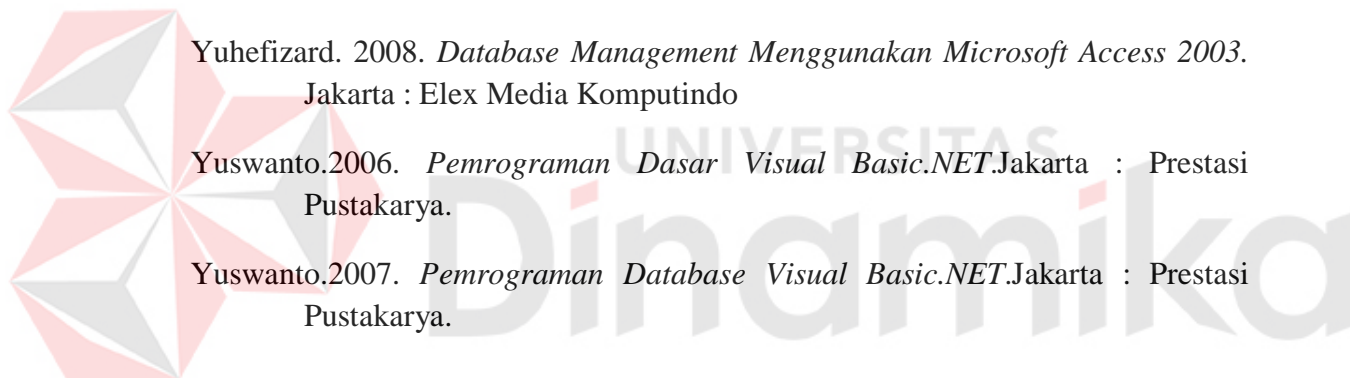 Yuhefizard. 2008. Database Management Menggunakan Microsoft Access 2003.
Jakarta : Elex Media Komputindo
UNIVERSITAS
Dinamika
Yuswanto.2006. Pemrograman Dasar Visual Basic.NET.Jakarta : Prestasi
Pustakarya.
Yuswanto.2007. Pemrograman Database Visual Basic.NET.Jakarta : Prestasi
Pustakarya.